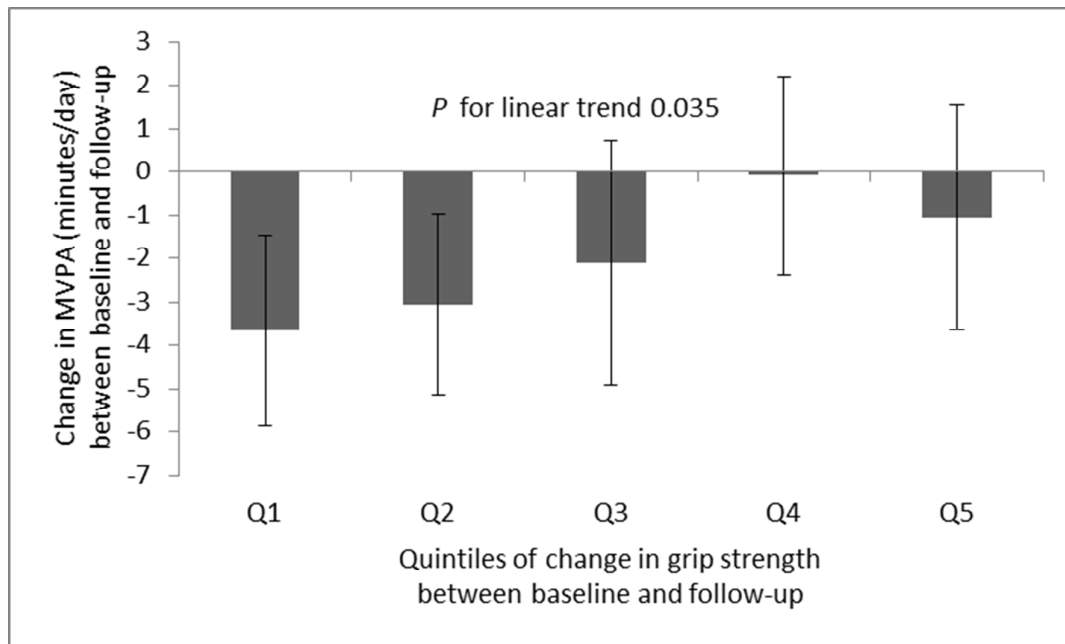 Change in MVPA (minutes/day)
between baseline and follow-up
3
2
1
0
-1
-2
-3
-4
-5
-6
-7
P for linear trend 0.035
Q1 Q2 Q3 Q4 Q5
Quintiles of change in grip strength
between baseline and follow-up